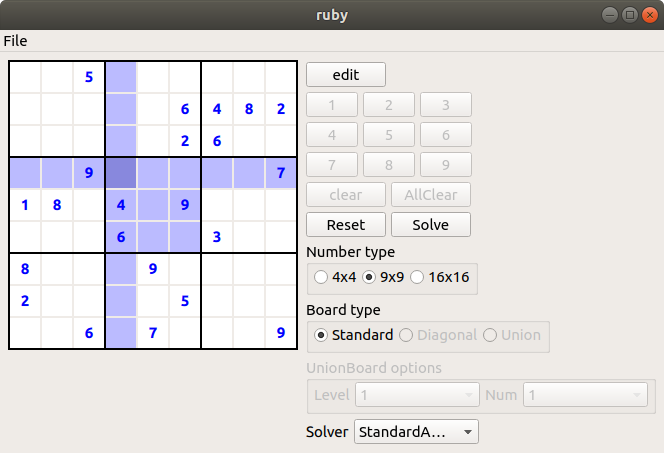 ruby
File
5
6 4 8 2
2 6
9 7
1 8 4 9
6 3
8 9
2 5
6 7 9
edit
1 2 3
4 5 6
7 8 9
clear AllClear
Reset Solve
Number type
4x4 9x9 16x16
Board type
Standard Diagonal Union
UnionBoard options
Level 1 Num 1
Solver StandardA...